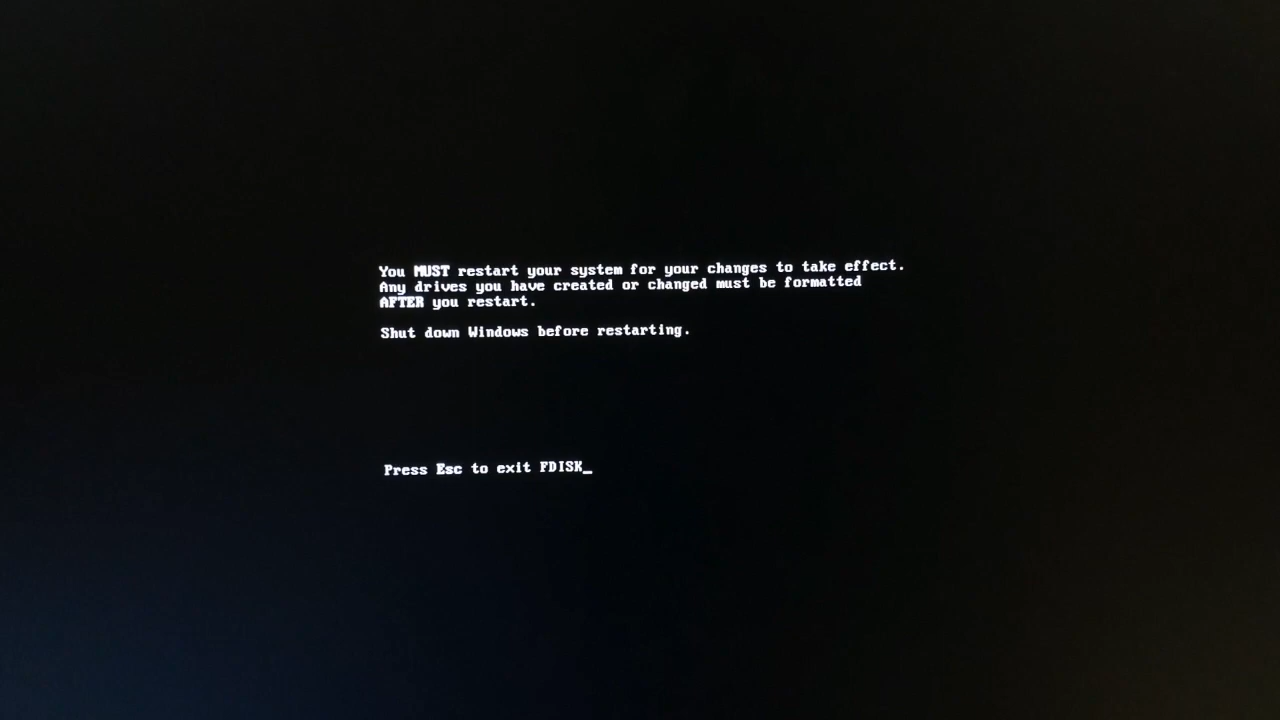 You MUST restart your system for your changes to take effect.
Any drives you have created or changed must be formatted
AFTER you restart.
Shut down Windows before restarting.
Press Esc to exit FDISK_